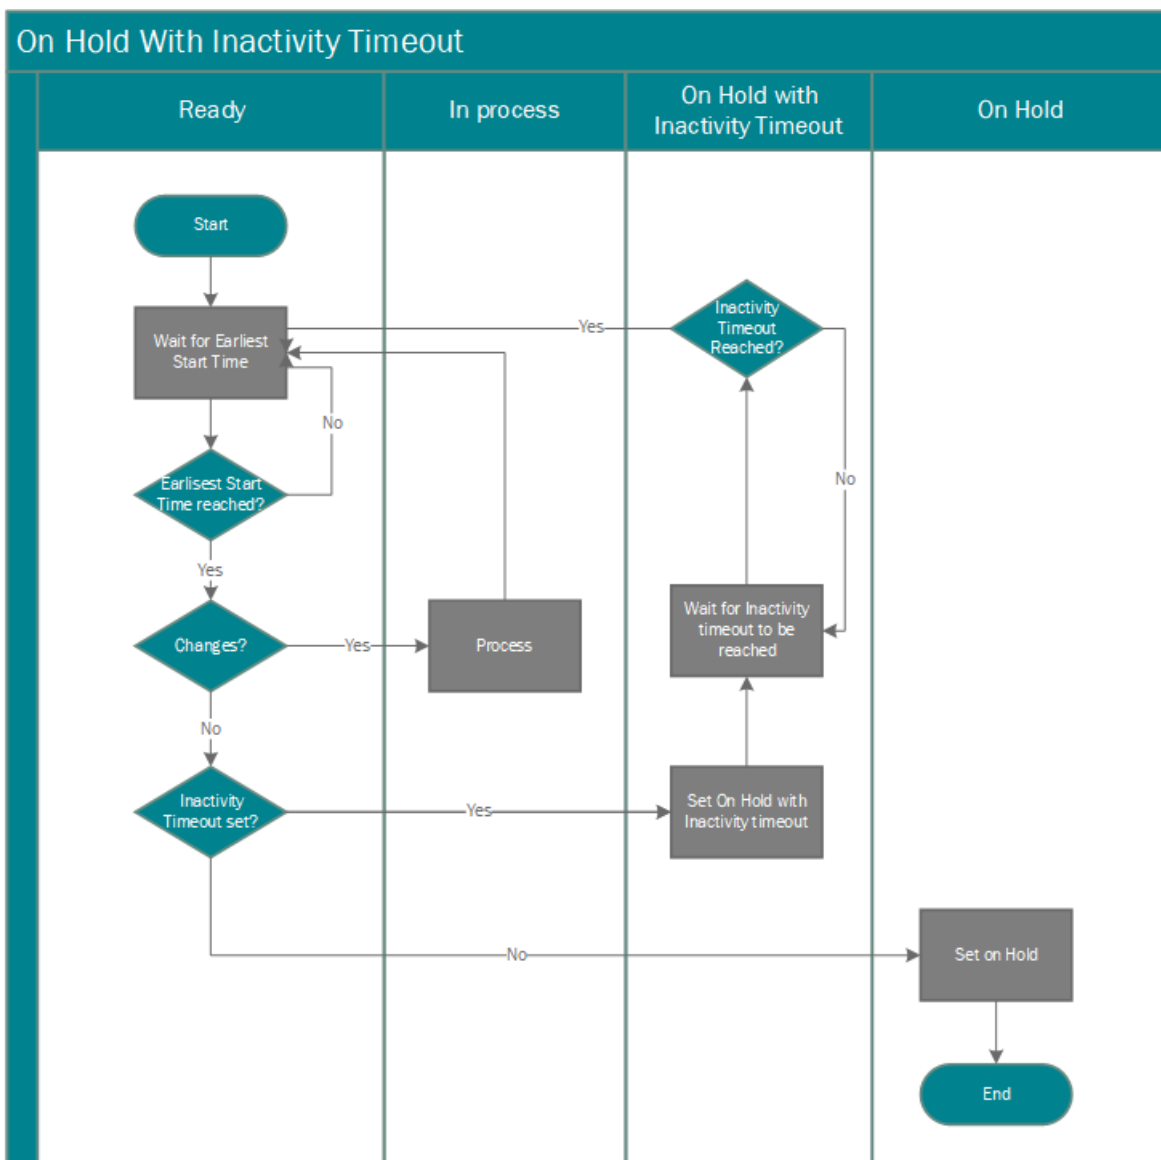 On Hold With Inactivity Timeout
Ready
In process
On Hold with
Inactivity Timeout
On Hold
Start
Wait for Earliest
Start Time
Yes
Inactivity
Timeout
Reached?
No
Earlisest Start
Time reached?
No
Yes
Changes?
Yes
Process
Wait for Inactivity
timeout to be
reached
No
Inactivity
Timeout set?
Yes
Set On Hold with
Inactivity timeout
No
Set on Hold
End